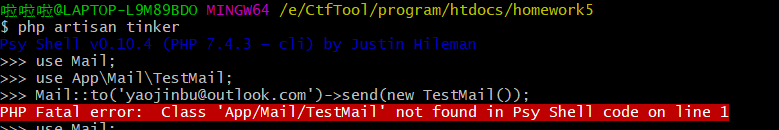 啦啦啦@LAPTOP-L9M89BDO MINGW64 /e/CtfTool/program/htdocs/homework5
$ php artisan tinker
Psy Shell v0.10.4 (PHP 7.4.3 — cli) by Justin Hileman
>>> use Mail;
>>> use App\Mail\TestMail;
>>> Mail::to('yaojinbu@outlook.com')->send(new TestMail());
PHP Fatal error:  Class 'App/Mail/TestMail' not found in Psy Shell code on line 1
>>> use Mail;